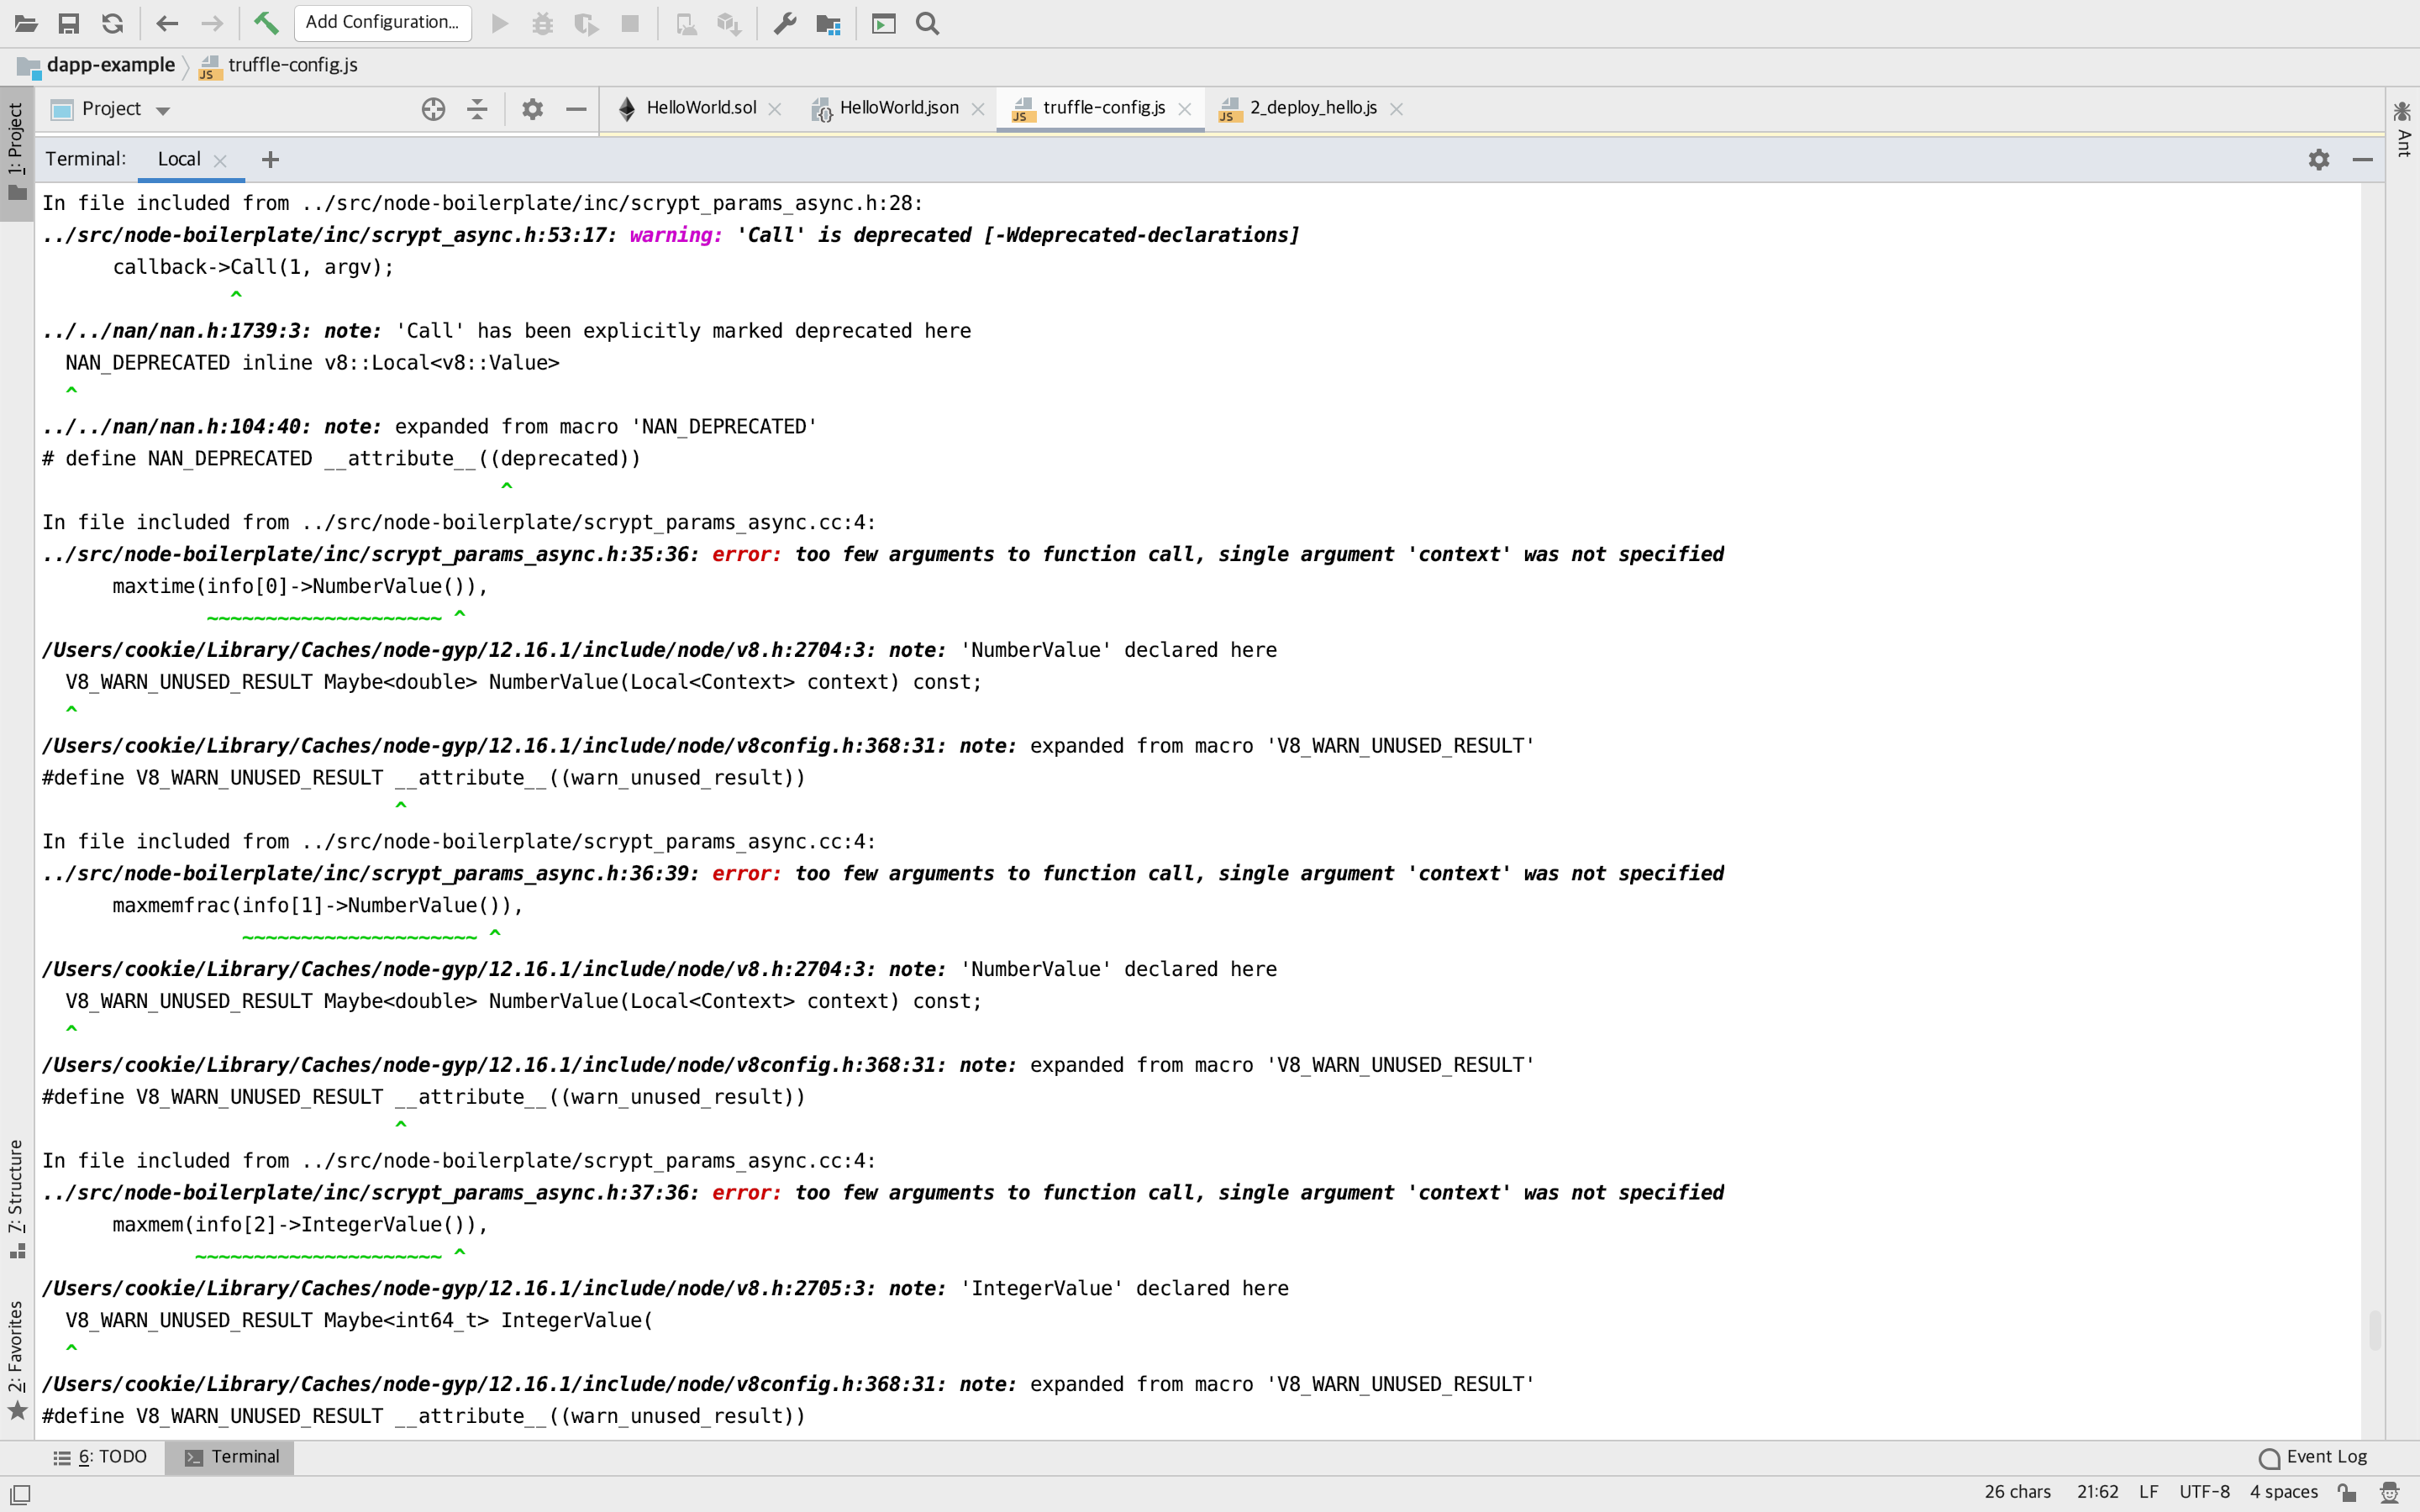 Add Configuration...
dapp-example
truffle-config.js
Project
HelloWorld.sol
HelloWorld.json
truffle-config.js
2_deploy_hello.js
1: Project
Ant
Terminal: Local +
In file included from ../src/node-boilerplate/inc/scrypt_params_async.h:28:
../src/node-boilerplate/inc/scrypt_async.h:53:17: warning: 'Call' is deprecated [-Wdeprecated-declarations]
callback->Call(1, argv);
^
../../nan/nan.h:1739:3: note: 'Call' has been explicitly marked deprecated here
NAN_DEPRECATED inline v8::Local<v8::Value>
^
../../nan/nan.h:104:40: note: expanded from macro 'NAN_DEPRECATED'
# define NAN_DEPRECATED __attribute__((deprecated))
^
In file included from ../src/node-boilerplate/scrypt_params_async.cc:4:
../src/node-boilerplate/inc/scrypt_params_async.h:35:36: error: too few arguments to function call, single argument 'context' was not specified
maxtime(info[0]->NumberValue()),
~~~~~~~~~~~~~~~~~~~~ ^
/Users/cookie/Library/Caches/node-gyp/12.16.1/include/node/v8.h:2704:3: note: 'NumberValue' declared here
V8_WARN_UNUSED_RESULT Maybe<double> NumberValue(Local<Context> context) const;
^
/Users/cookie/Library/Caches/node-gyp/12.16.1/include/node/v8config.h:368:31: note: expanded from macro 'V8_WARN_UNUSED_RESULT'
#define V8_WARN_UNUSED_RESULT __attribute__((warn_unused_result))
^
In file included from ../src/node-boilerplate/scrypt_params_async.cc:4:
../src/node-boilerplate/inc/scrypt_params_async.h:36:39: error: too few arguments to function call, single argument 'context' was not specified
maxmemfrac(info[1]->NumberValue()),
~~~~~~~~~~~~~~~~~~~~ ^
/Users/cookie/Library/Caches/node-gyp/12.16.1/include/node/v8.h:2704:3: note: 'NumberValue' declared here
V8_WARN_UNUSED_RESULT Maybe<double> NumberValue(Local<Context> context) const;
^
/Users/cookie/Library/Caches/node-gyp/12.16.1/include/node/v8config.h:368:31: note: expanded from macro 'V8_WARN_UNUSED_RESULT'
#define V8_WARN_UNUSED_RESULT __attribute__((warn_unused_result))
^
In file included from ../src/node-boilerplate/scrypt_params_async.cc:4:
../src/node-boilerplate/inc/scrypt_params_async.h:37:36: error: too few arguments to function call, single argument 'context' was not specified
maxmem(info[2]->IntegerValue()),
~~~~~~~~~~~~~~~~~~~~~ ^
/Users/cookie/Library/Caches/node-gyp/12.16.1/include/node/v8.h:2705:3: note: 'IntegerValue' declared here
V8_WARN_UNUSED_RESULT Maybe<int64_t> IntegerValue(
^
/Users/cookie/Library/Caches/node-gyp/12.16.1/include/node/v8config.h:368:31: note: expanded from macro 'V8_WARN_UNUSED_RESULT'
#define V8_WARN_UNUSED_RESULT __attribute__((warn_unused_result))
7: Structure
2: Favorites
6: TODO
Terminal
Event Log
26 chars 21:62 LF UTF-8 4 spaces